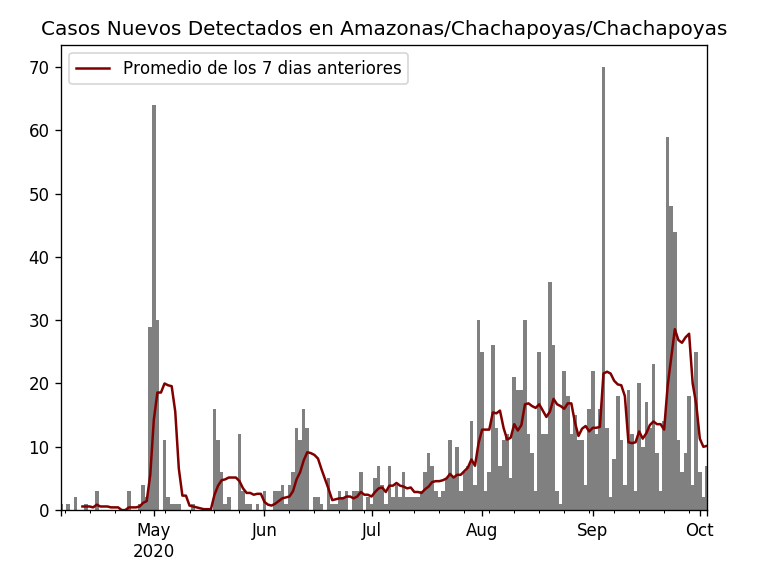 Casos Nuevos Detectados en Amazonas/Chachapoyas/Chachapoyas
Promedio de los 7 dias anteriores
70
60
50
40
30
20
10
0
May
2020
Jun
Jul
Aug
Sep
Oct